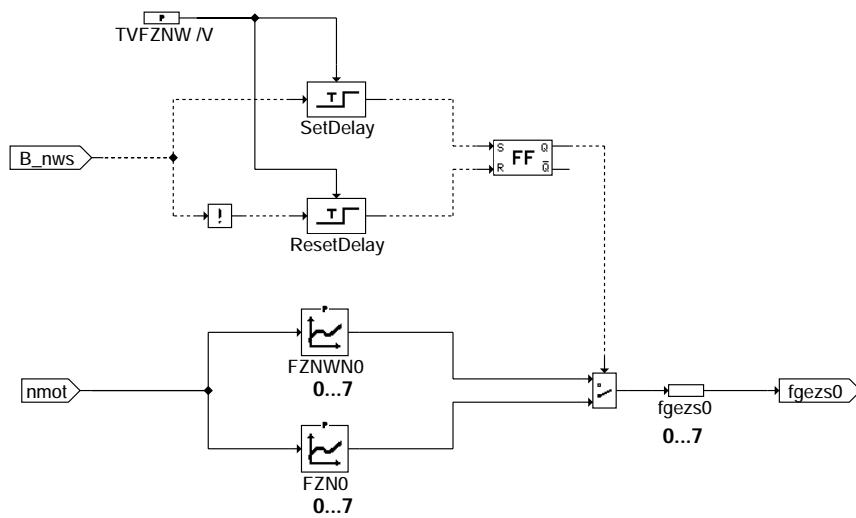 P
TVFZNW /V
T
SetDelay
B_nws
S Q
FF
R Q̅
!
T
ResetDelay
P
FZNWN0
0...7
nmot
fgezs0
0...7
fgezs0
P
FZN0
0...7